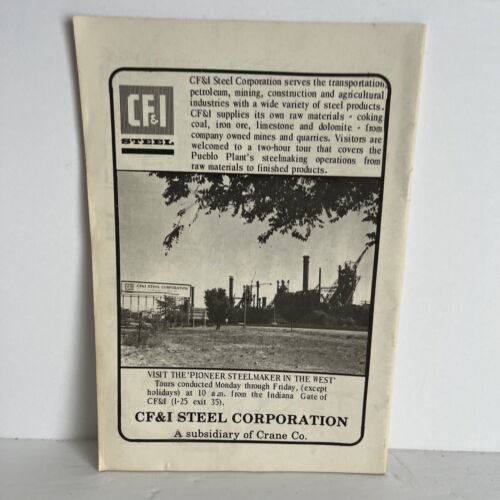 CF&I
STEEL
CF&I Steel Corporation serves the transportation,
petroleum, mining, construction and agricultural
industries with a wide variety of steel products.
CF&I supplies its own raw materials - coking
coal, iron ore, limestone and dolomite - from
company owned mines and quarries. Visitors are
welcomed to a two-hour tour that covers the
Pueblo Plant's steelmaking operations from
raw materials to finished products.
CF&I STEEL CORPORATION
VISIT THE 'PIONEER STEELMAKER IN THE WEST'
Tours conducted Monday through Friday, (except
holidays) at 10 a.m. from the Indiana Gate of
CF&I (I-25 exit 35).
CF&I STEEL CORPORATION
A subsidiary of Crane Co.